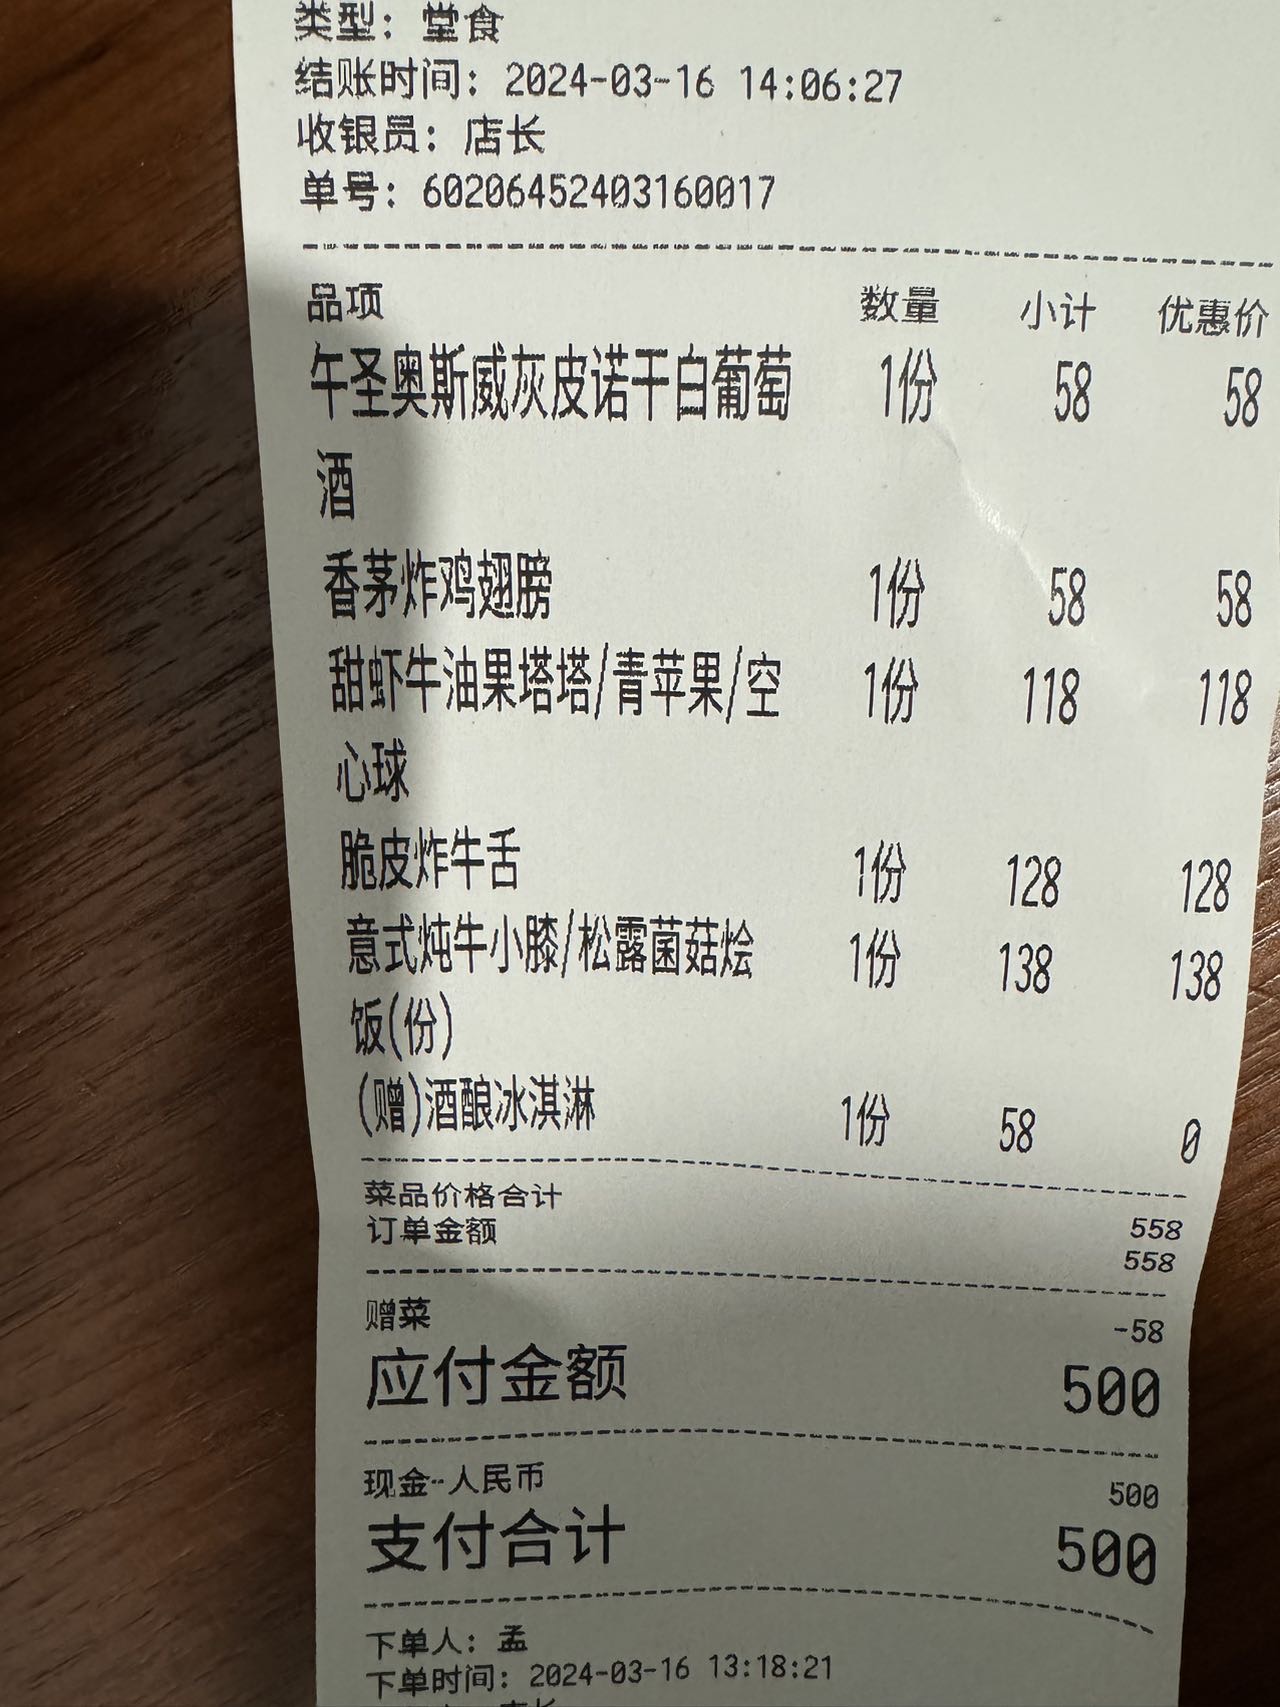 类型: 堂食
结账时间: 2024-03-16 14:06:27
收银员: 店长
单号: 60206452403160017
品项 数量 小计 优惠价
午圣奥斯威灰皮诺干白葡萄 1份 58 58
酒
香茅炸鸡翅膀 1份 58 58
甜虾牛油果塔塔/青苹果/空 1份 118 118
心球
脆皮炸牛舌 1份 128 128
意式炖牛小膝/松露菌菇烩 1份 138 138
饭(份)
(赠)酒酿冰淇淋 1份 58 0
菜品价格合计 558
订单金额 558
赠菜 -58
应付金额 500
现金--人民币 500
支付合计 500
下单人: 孟
下单时间: 2024-03-16 13:18:21
店长